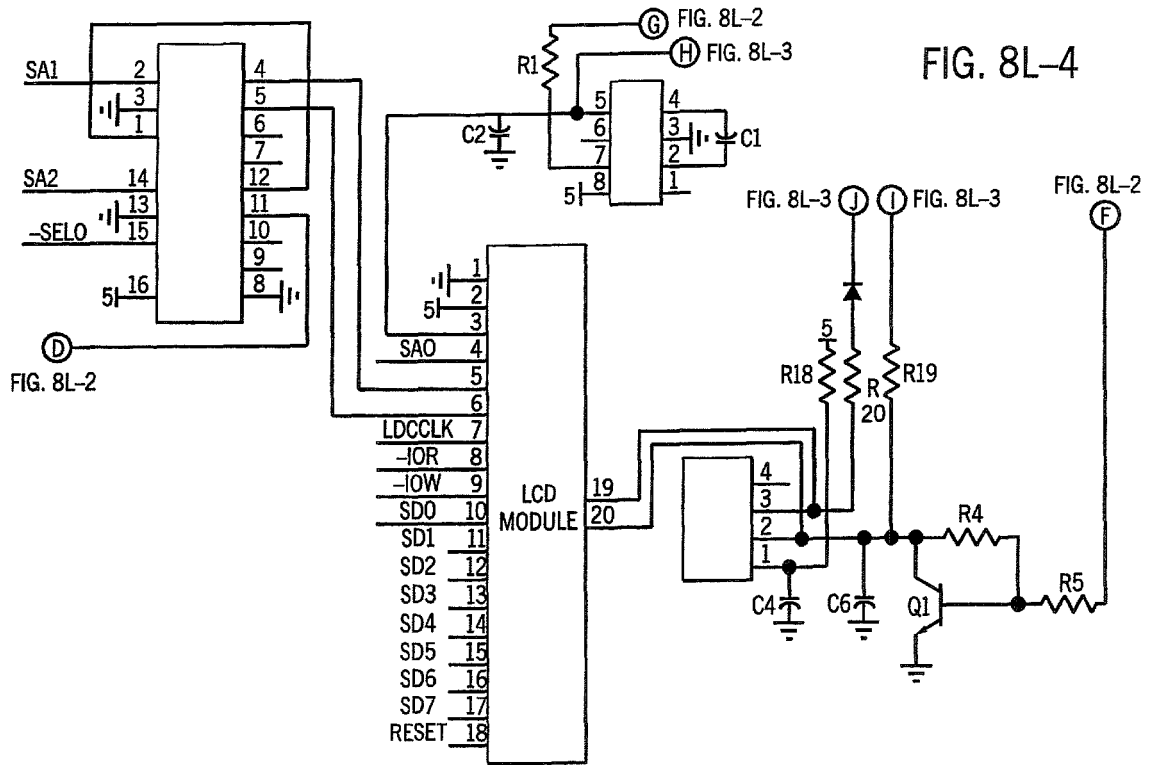 FIG. 8L–4
G FIG. 8L–2
H FIG. 8L–3
R1
C2
5
6
7
5 8
4
3
2
1
C1
SA1 2
3
1
SA2 14
13
–SELO 15
5 16
4
5
6
7
12
11
10
9
8
D
FIG. 8L–2
1
5 2
3
SAO 4
5
6
LDCCLK 7
–IOR 8
–IOW 9
SD0 10
SD1 11
SD2 12
SD3 13
SD4 14
SD5 15
SD6 16
SD7 17
RESET 18
LCD
MODULE
19
20
FIG. 8L–3 J
I FIG. 8L–3
FIG. 8L–2
F
5
R18
R
20
R19
4
3
2
1
C4
C6
Q1
R4
R5